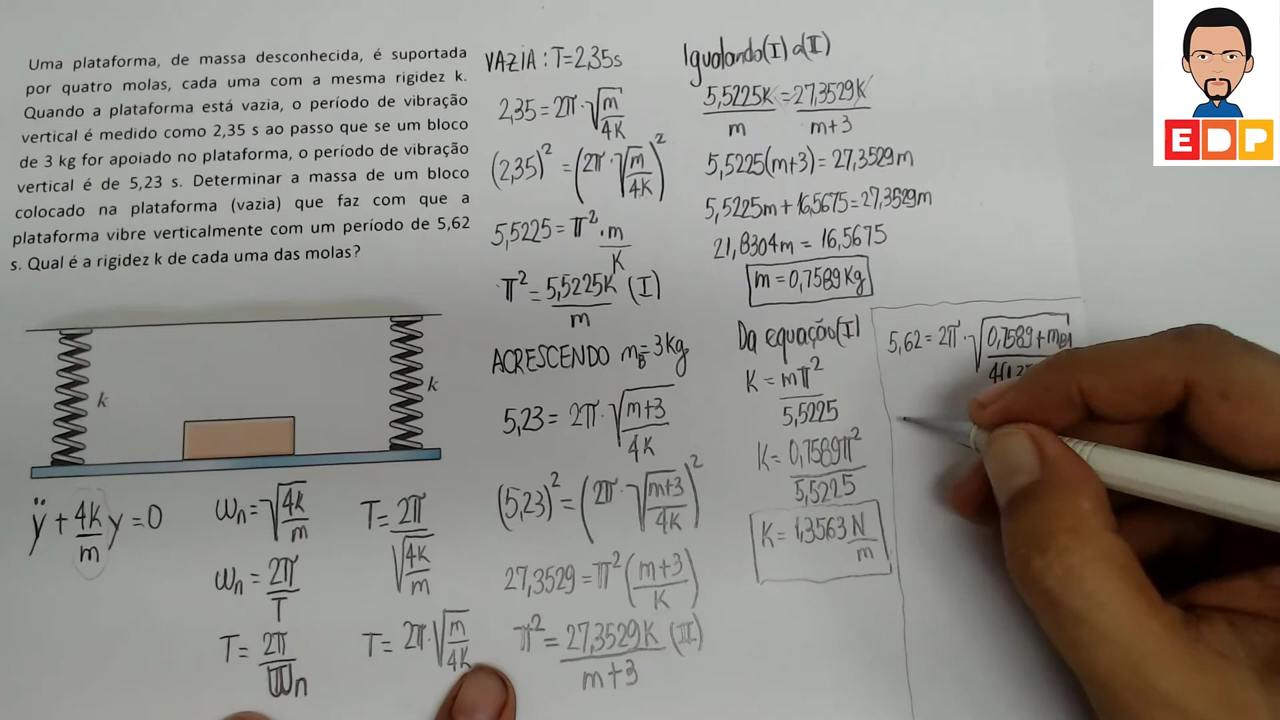 Uma plataforma, de massa desconhecida, é suportada
por quatro molas, cada uma com a mesma rigidez k.
Quando a plataforma está vazia, o período de vibração
vertical é medido como 2,35 s ao passo que se um bloco
de 3 kg for apoiado no plataforma, o período de vibração
vertical é de 5,23 s. Determinar a massa de um bloco
colocado na plataforma (vazia) que faz com que a
plataforma vibre verticalmente com um período de 5,62
s. Qual é a rigidez k de cada uma das molas?
k
k
ÿ + 4k/m y = 0
ωn = √(4k/m)
ωn = 2π/T
T = 2π/ωn
T = 2π/√(4k/m)
T = 2π·√(m/4K)
VAZIA : T=2,35s
2,35 = 2π·√(m/4K)
(2,35)² = (2π·√(m/4K))²
5,5225 = π²·m/K
π² = 5,5225K/m (I)
ACRESCENDO mB=3kg
5,23 = 2π·√(m+3/4K)
(5,23)² = (2π·√(m+3/4K))²
27,3529 = π²(m+3/K)
π² = 27,3529K/m+3 (II)
Igualando (I) a (II)
5,5225K/m = 27,3529K/m+3
5,5225(m+3) = 27,3529m
5,5225m + 16,5675 = 27,3529m
21,8304m = 16,5675
m = 0,7589Kg
Da equação (I)
K = mπ²/5,5225
K = 0,7589π²/5,5225
K = 1,3563 N/m
5,62 = 2π·√(0,7589+mB
EDP